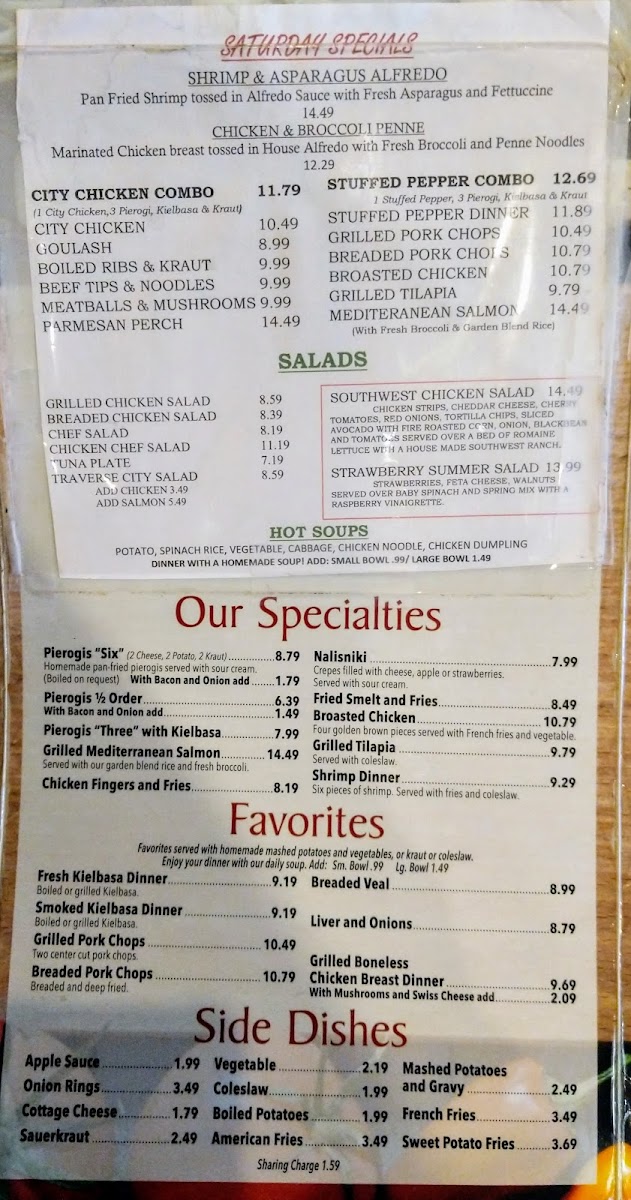 SATURDAY SPECIALS
SHRIMP & ASPARAGUS ALFREDO
Pan Fried Shrimp tossed in Alfredo Sauce with Fresh Asparagus and Fettuccine
14.49
CHICKEN & BROCCOLI PENNE
Marinated Chicken breast tossed in House Alfredo with Fresh Broccoli and Penne Noodles
12.29
CITY CHICKEN COMBO 11.79
(1 City Chicken,3 Pierogi, Kielbasa & Kraut)
CITY CHICKEN 10.49
GOULASH 8.99
BOILED RIBS & KRAUT 9.99
BEEF TIPS & NOODLES 9.99
MEATBALLS & MUSHROOMS 9.99
PARMESAN PERCH 14.49
STUFFED PEPPER COMBO 12.69
1 Stuffed Pepper, 3 Pierogi, Kielbasa & Kraut
STUFFED PEPPER DINNER 11.89
GRILLED PORK CHOPS 10.49
BREADED PORK CHOPS 10.79
BROASTED CHICKEN 10.79
GRILLED TILAPIA 9.79
MEDITERANEAN SALMON 14.49
(With Fresh Broccoli & Garden Blend Rice)
SALADS
GRILLED CHICKEN SALAD 8.59
BREADED CHICKEN SALAD 8.39
CHEF SALAD 8.19
CHICKEN CHEF SALAD 11.19
TUNA PLATE 7.19
TRAVERSE CITY SALAD 8.59
ADD CHICKEN 3.49
ADD SALMON 5.49
SOUTHWEST CHICKEN SALAD 14.49
CHICKEN STRIPS, CHEDDAR CHEESE, CHERRY
TOMATOES, RED ONIONS, TORTILLA CHIPS, SLICED
AVOCADO WITH FIRE ROASTED CORN, ONION, BLACKBEANS
AND TOMATOES SERVED OVER A BED OF ROMAINE
LETTUCE WITH A HOUSE MADE SOUTHWEST RANCH.
STRAWBERRY SUMMER SALAD 13.99
STRAWBERRIES, FETA CHEESE, WALNUTS
SERVED OVER BABY SPINACH AND SPRING MIX WITH A
RASPBERRY VINAIGRETTE.
HOT SOUPS
POTATO, SPINACH RICE, VEGETABLE, CABBAGE, CHICKEN NOODLE, CHICKEN DUMPLING
DINNER WITH A HOMEMADE SOUP! ADD: SMALL BOWL .99/ LARGE BOWL 1.49
Our Specialties
Pierogis "Six" (2 Cheese, 2 Potato, 2 Kraut) 8.79
Homemade pan-fried pierogis served with sour cream.
(Boiled on request) With Bacon and Onion add 1.79
Pierogis ½ Order 6.39
With Bacon and Onion add 1.49
Pierogis "Three" with Kielbasa 7.99
Grilled Mediterranean Salmon 14.49
Served with our garden blend rice and fresh broccoli.
Chicken Fingers and Fries 8.19
Nalisniki 7.99
Crepes filled with cheese, apple or strawberries.
Served with sour cream.
Fried Smelt and Fries 8.49
Broasted Chicken 10.79
Four golden brown pieces served with French fries and vegetable.
Grilled Tilapia 9.79
Served with coleslaw.
Shrimp Dinner 9.29
Six pieces of shrimp. Served with fries and coleslaw.
Favorites
Favorites served with homemade mashed potatoes and vegetables, or kraut or coleslaw.
Enjoy your dinner with our daily soup. Add: Sm. Bowl .99 Lg. Bowl 1.49
Fresh Kielbasa Dinner 9.19
Boiled or grilled Kielbasa.
Smoked Kielbasa Dinner 9.19
Boiled or grilled Kielbasa.
Grilled Pork Chops 10.49
Two center cut pork chops.
Breaded Pork Chops 10.79
Breaded and deep fried.
Breaded Veal 8.99
Liver and Onions 8.79
Grilled Boneless
Chicken Breast Dinner 9.69
With Mushrooms and Swiss Cheese add 2.09
Side Dishes
Apple Sauce 1.99
Onion Rings 3.49
Cottage Cheese 1.79
Sauerkraut 2.49
Vegetable 2.19
Coleslaw 1.99
Boiled Potatoes 1.99
American Fries 3.49
Mashed Potatoes
and Gravy 2.49
French Fries 3.49
Sweet Potato Fries 3.69
Sharing Charge 1.59